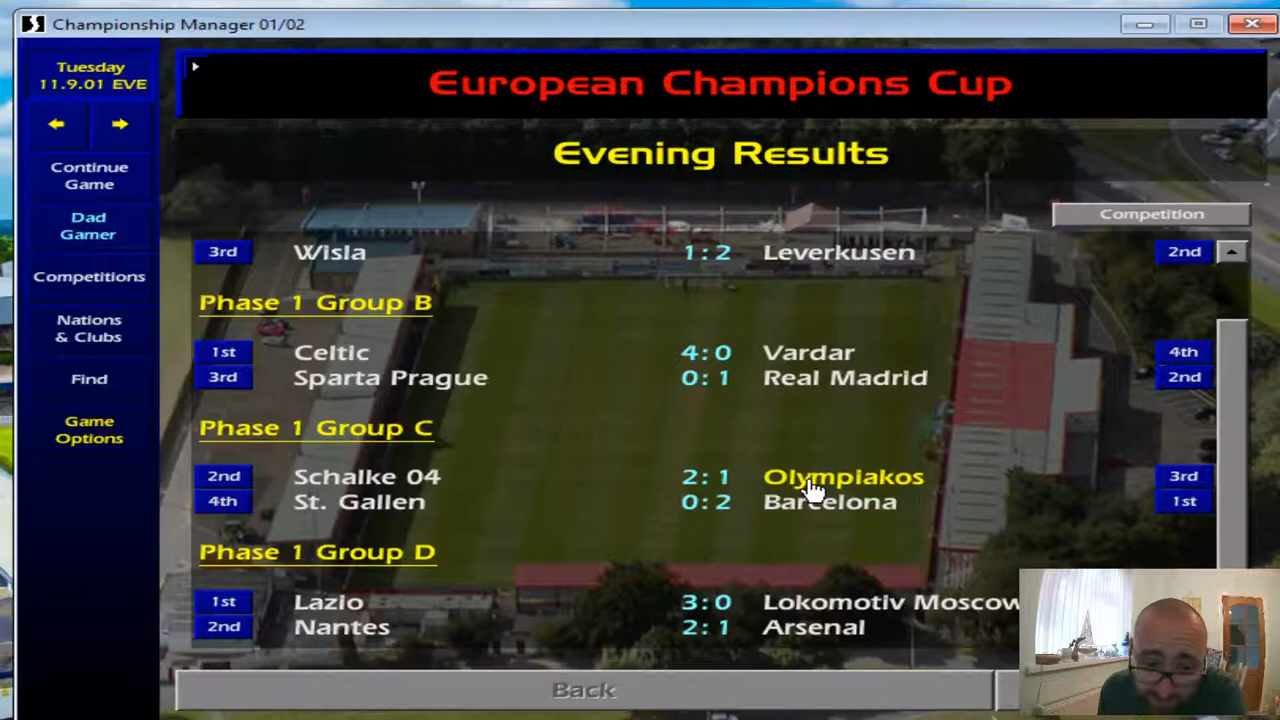 Championship Manager 01/02
Tuesday
11.9.01 EVE
Continue
Game
Dad
Gamer
Competitions
Nations
& Clubs
Find
Game
Options
European Champions Cup
Evening Results
Competition
3rd Wisla 1:2 Leverkusen 2nd
Phase 1 Group B
1st Celtic 4:0 Vardar 4th
3rd Sparta Prague 0:1 Real Madrid 2nd
Phase 1 Group C
2nd Schalke 04 2:1 Olympiakos 3rd
4th St. Gallen 0:2 Barcelona 1st
Phase 1 Group D
1st Lazio 3:0 Lokomotiv Moscow
2nd Nantes 2:1 Arsenal
Back